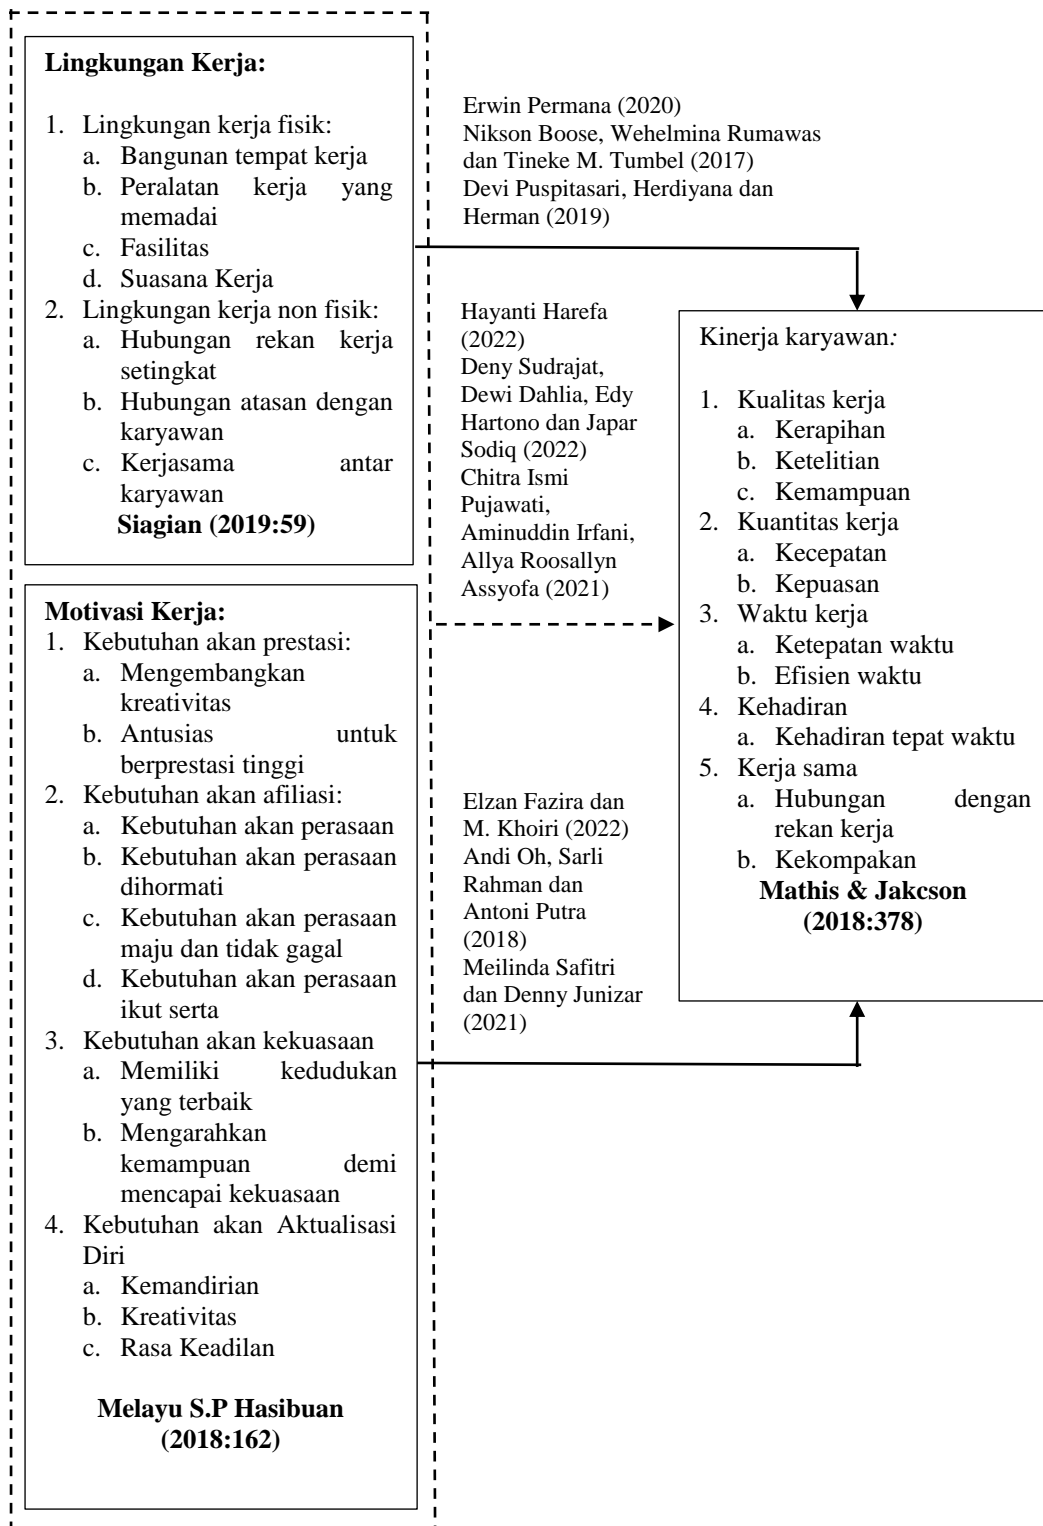 Lingkungan Kerja:
1. Lingkungan kerja fisik:
a. Bangunan tempat kerja
b. Peralatan kerja yang
memadai
c. Fasilitas
d. Suasana Kerja
2. Lingkungan kerja non fisik:
a. Hubungan rekan kerja
setingkat
b. Hubungan atasan dengan
karyawan
c. Kerjasama antar
karyawan
Siagian (2019:59)
Motivasi Kerja:
1. Kebutuhan akan prestasi:
a. Mengembangkan
kreativitas
b. Antusias untuk
berprestasi tinggi
2. Kebutuhan akan afiliasi:
a. Kebutuhan akan perasaan
b. Kebutuhan akan perasaan
dihormati
c. Kebutuhan akan perasaan
maju dan tidak gagal
d. Kebutuhan akan perasaan
ikut serta
3. Kebutuhan akan kekuasaan
a. Memiliki kedudukan
yang terbaik
b. Mengarahkan
kemampuan demi
mencapai kekuasaan
4. Kebutuhan akan Aktualisasi
Diri
a. Kemandirian
b. Kreativitas
c. Rasa Keadilan
Melayu S.P Hasibuan
(2018:162)
Erwin Permana (2020)
Nikson Boose, Wehelmina Rumawas
dan Tineke M. Tumbel (2017)
Devi Puspitasari, Herdiyana dan
Herman (2019)
Hayanti Harefa
(2022)
Deny Sudrajat,
Dewi Dahlia, Edy
Hartono dan Japar
Sodiq (2022)
Chitra Ismi
Pujawati,
Aminuddin Irfani,
Allya Roosallyn
Assyofa (2021)
Elzan Fazira dan
M. Khoiri (2022)
Andi Oh, Sarli
Rahman dan
Antoni Putra
(2018)
Meilinda Safitri
dan Denny Junizar
(2021)
Kinerja karyawan:
1. Kualitas kerja
a. Kerapihan
b. Ketelitian
c. Kemampuan
2. Kuantitas kerja
a. Kecepatan
b. Kepuasan
3. Waktu kerja
a. Ketepatan waktu
b. Efisien waktu
4. Kehadiran
a. Kehadiran tepat waktu
5. Kerja sama
a. Hubungan dengan
rekan kerja
b. Kekompakan
Mathis & Jakcson
(2018:378)